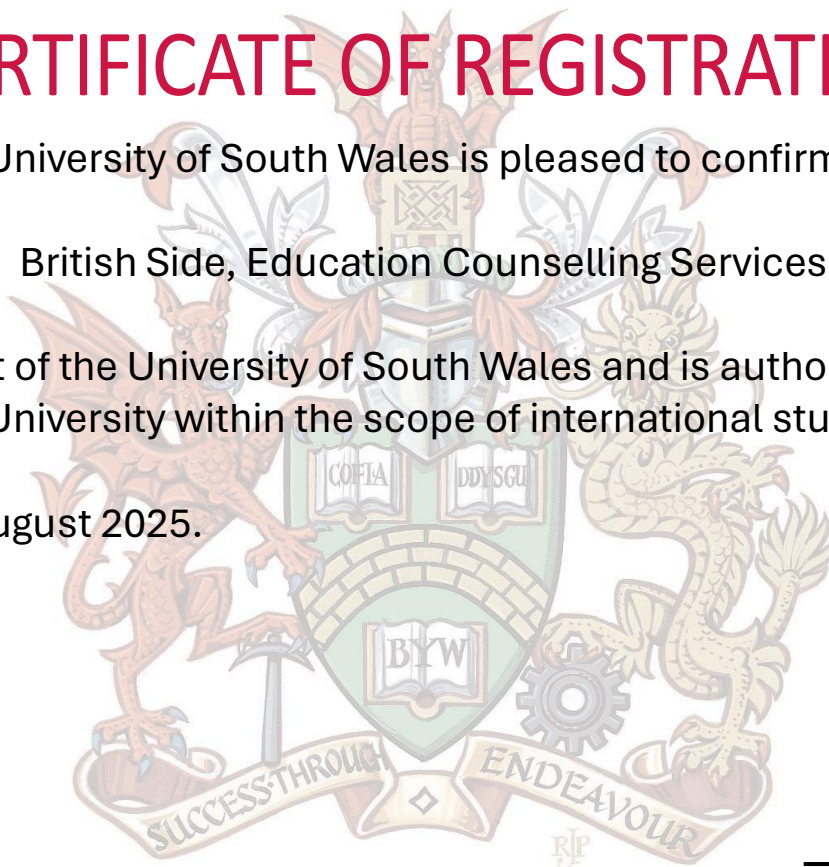 RTIFICATE OF REGISTRATI
University of South Wales is pleased to confirm
British Side, Education Counselling Services
t of the University of South Wales and is autho
University within the scope of international stu
COFIA DDYSGU
ugust 2025.
BYW
SUCCESS THROUGH ENDEAVOUR
RJP